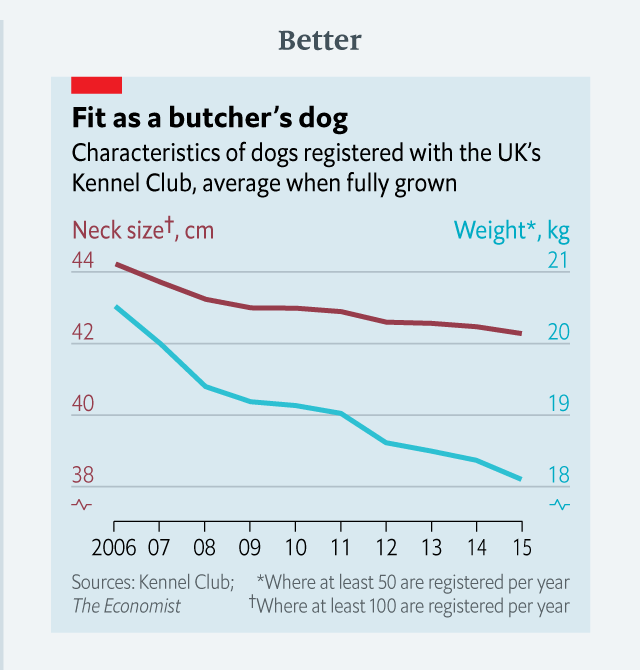 Better
Fit as a butcher’s dog
Characteristics of dogs registered with the UK’s
Kennel Club, average when fully grown
Neck size†, cm
Weight*, kg
44
21
42
20
40
19
38
18
2006 07 08 09 10 11 12 13 14 15
Sources: Kennel Club; *Where at least 50 are registered per year
The Economist †Where at least 100 are registered per year